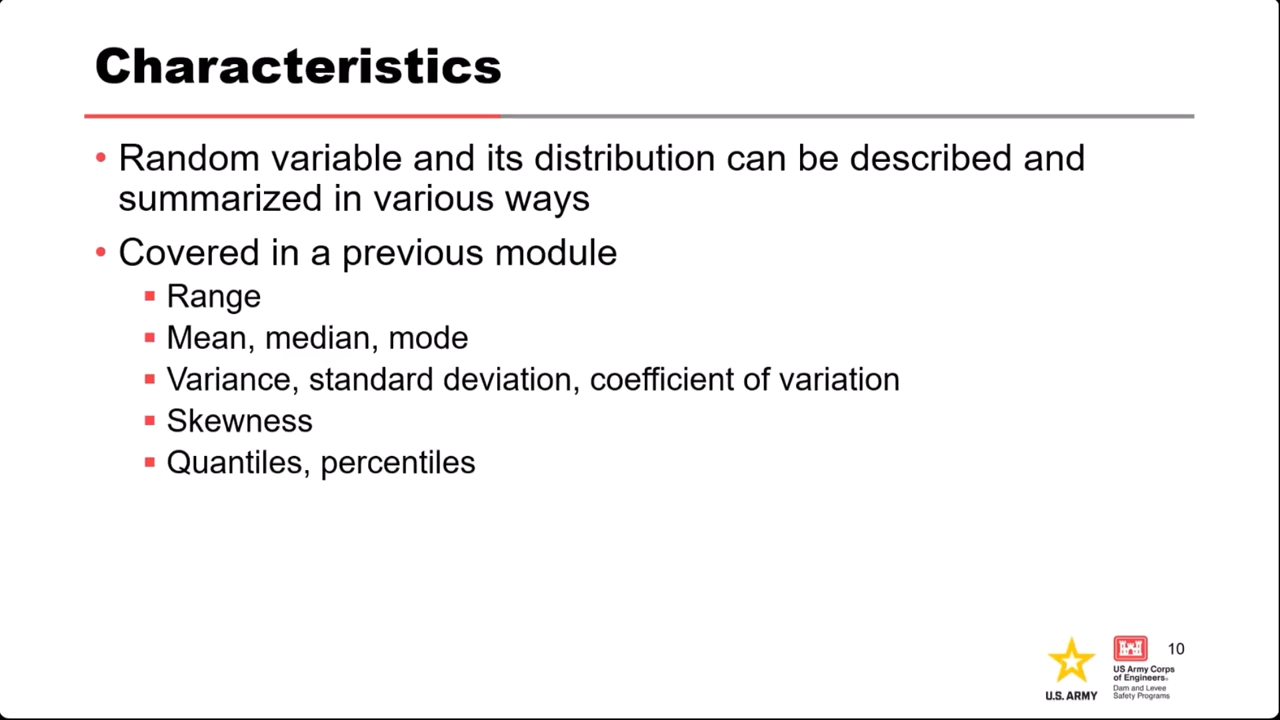 Characteristics
• Random variable and its distribution can be described and
summarized in various ways
• Covered in a previous module
▪ Range
▪ Mean, median, mode
▪ Variance, standard deviation, coefficient of variation
▪ Skewness
▪ Quantiles, percentiles
10
U.S. ARMY
US Army Corps
of Engineers®
Dam and Levee
Safety Programs